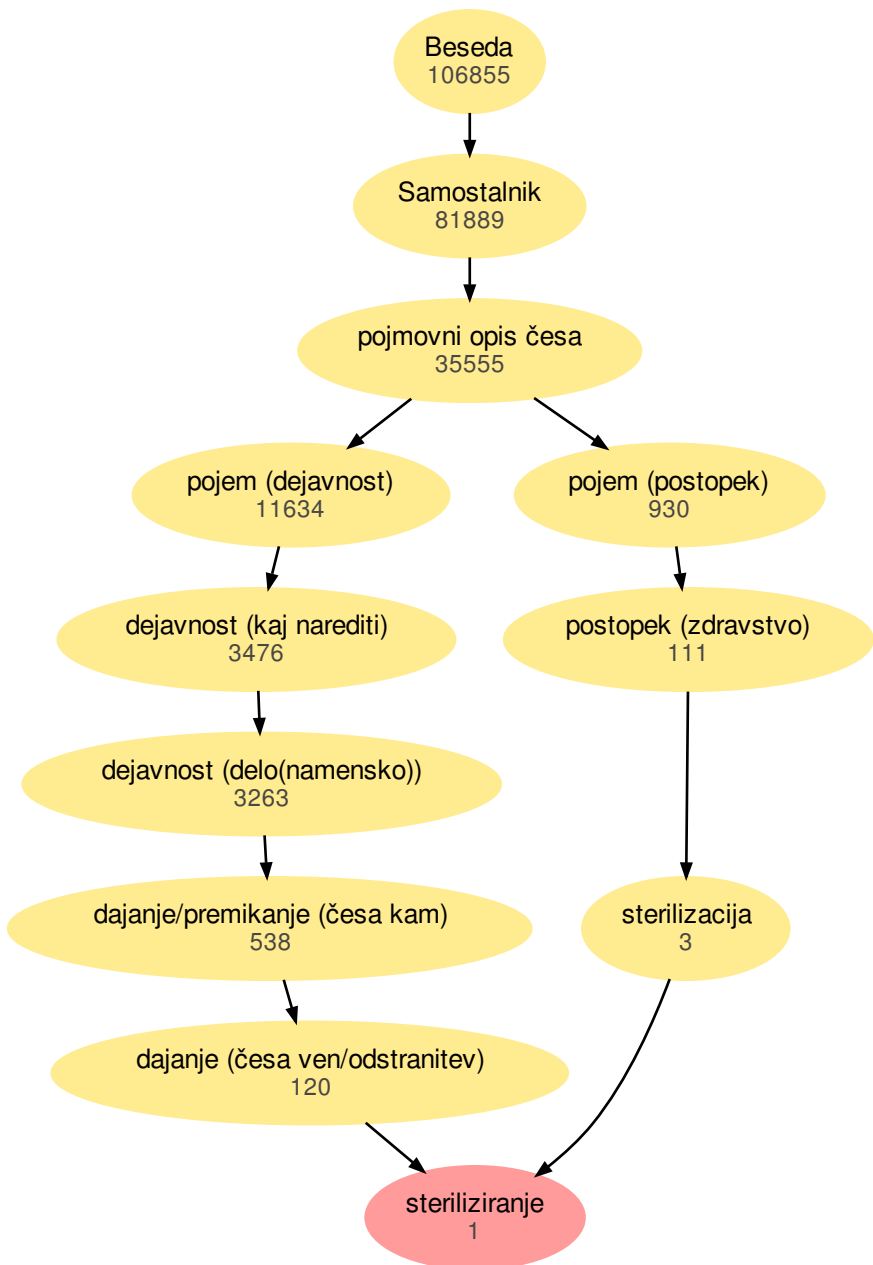 Beseda
106855
Samostalnik
81889
pojmovni opis česa
35555
pojem (dejavnost)
11634
pojem (postopek)
930
dejavnost (kaj narediti)
3476
postopek (zdravstvo)
111
dejavnost (delo(namensko))
3263
dajanje/premikanje (česa kam)
538
sterilizacija
3
dajanje (česa ven/odstranitev)
120
steriliziranje
1